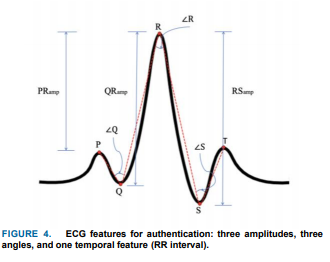 ∠R
R
PRamp
QRamp
RSamp
∠Q
P
∠S
T
Q
S
FIGURE 4. ECG features for authentication: three amplitudes, three
angles, and one temporal feature (RR interval).